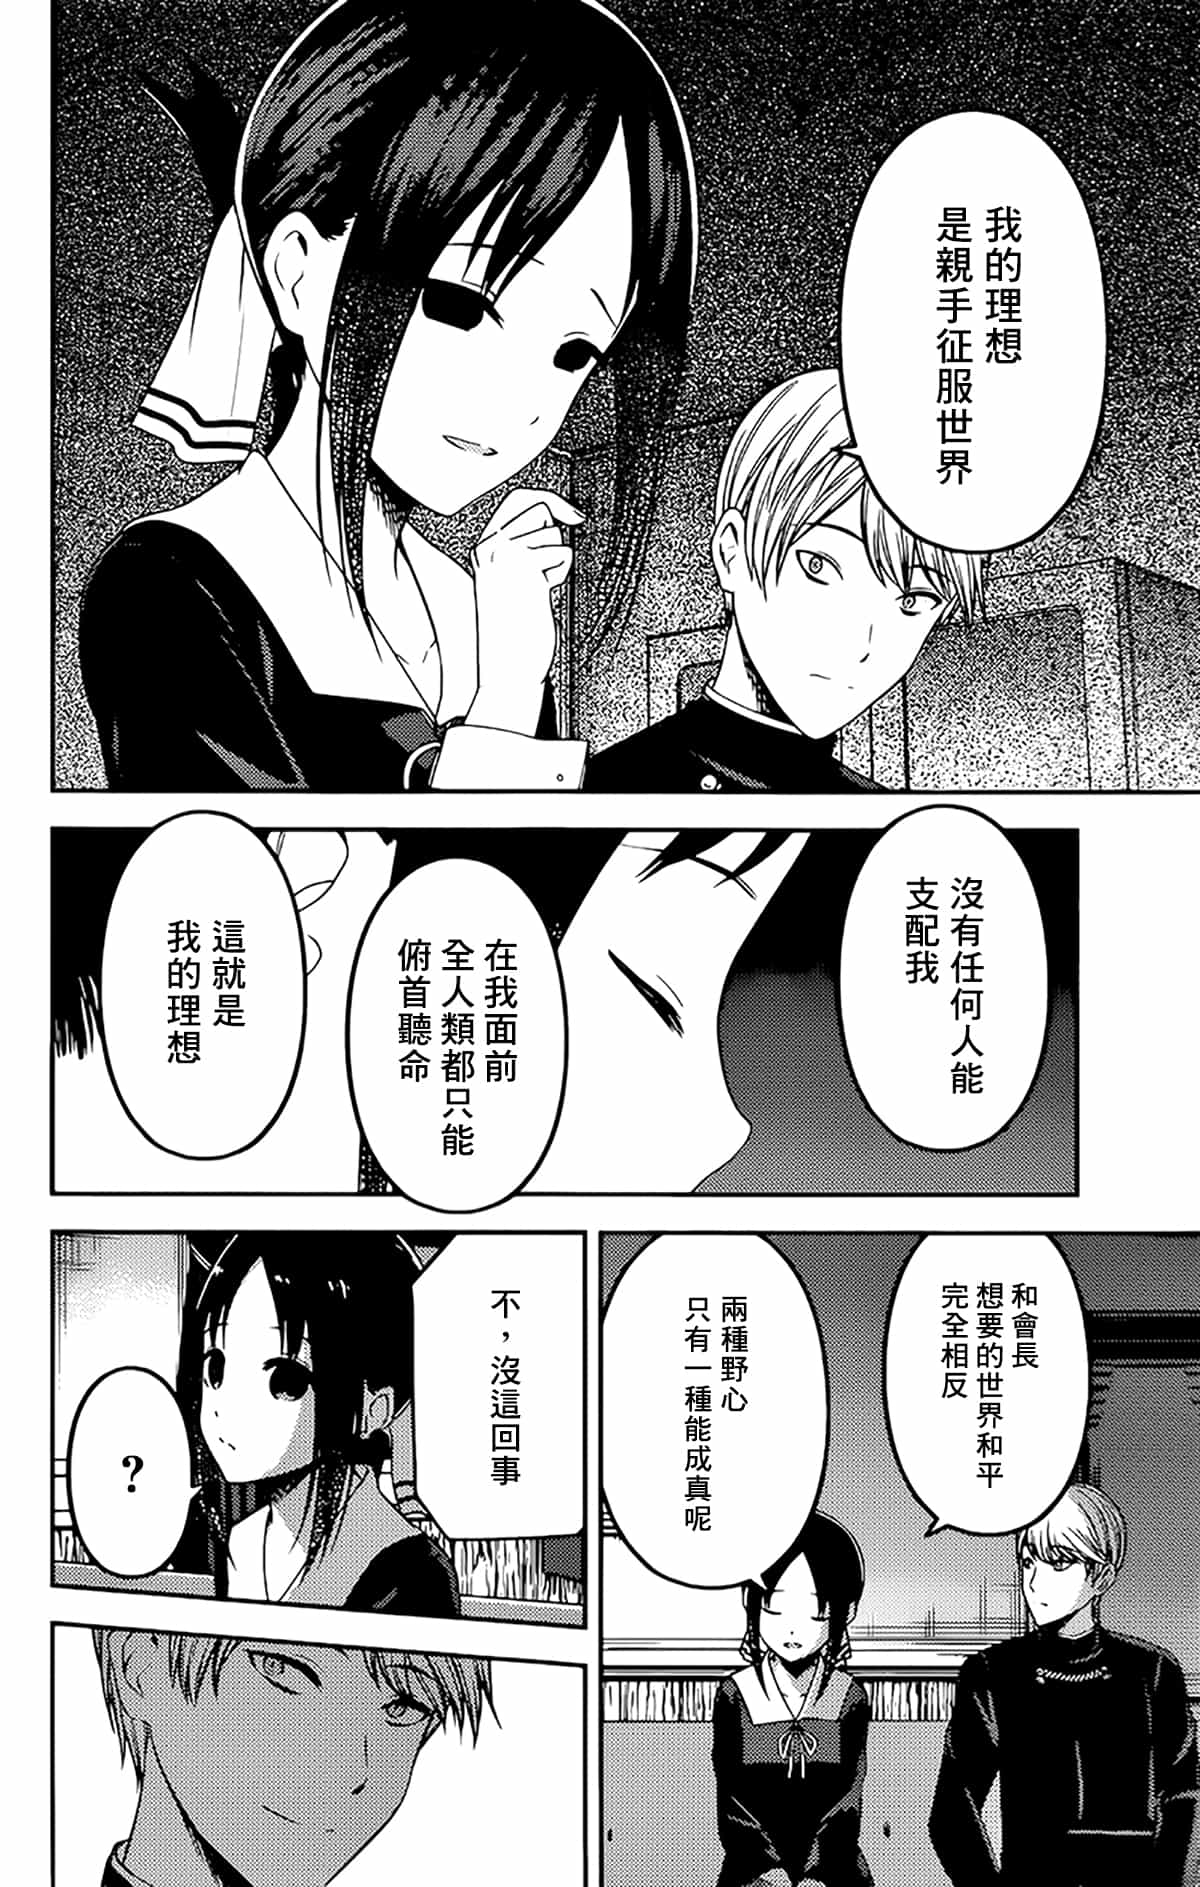 我的理想
是親手征服世界
沒有任何人能
支配我
在我面前
全人類都只能
俯首聽命
這就是
我的理想
和會長
想要的世界和平
完全相反
兩種野心
只有一種能成真呢
不，沒這回事
？